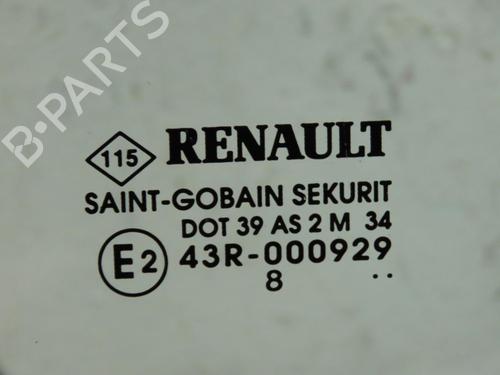 B-PARTS
115 RENAULT
SAINT-GOBAIN SEKURIT
DOT 39 AS 2 M 34
E2 43R-000929
8 ..